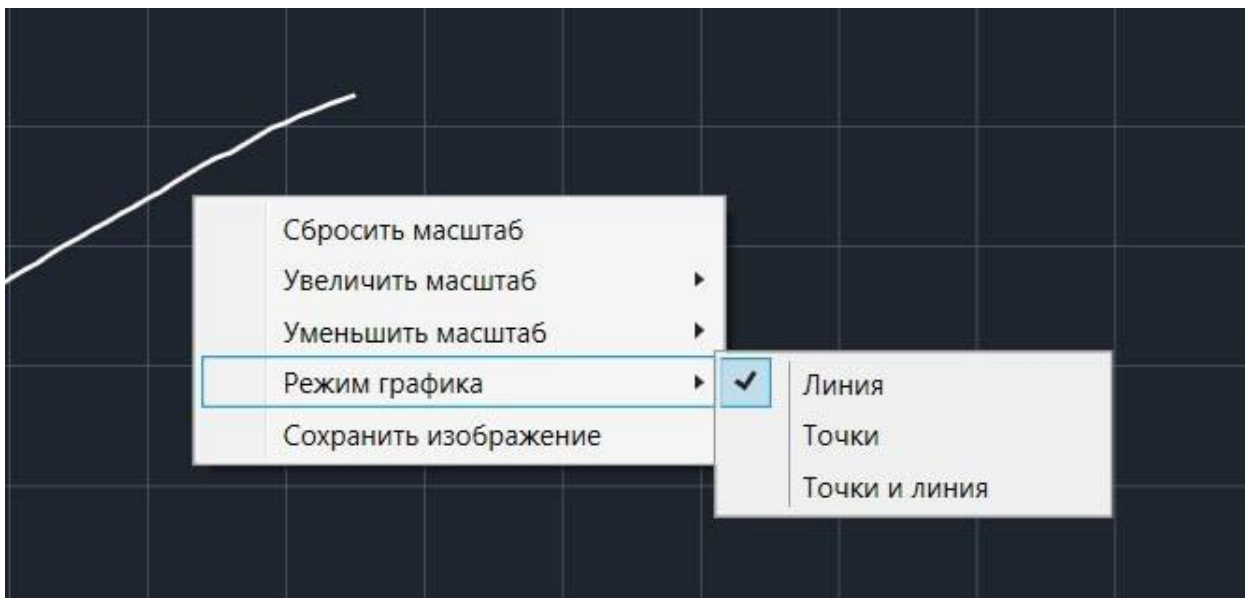 Сбросить масштаб
Увеличить масштаб
Уменьшить масштаб
Режим графика
Сохранить изображение
Линия
Точки
Точки и линия